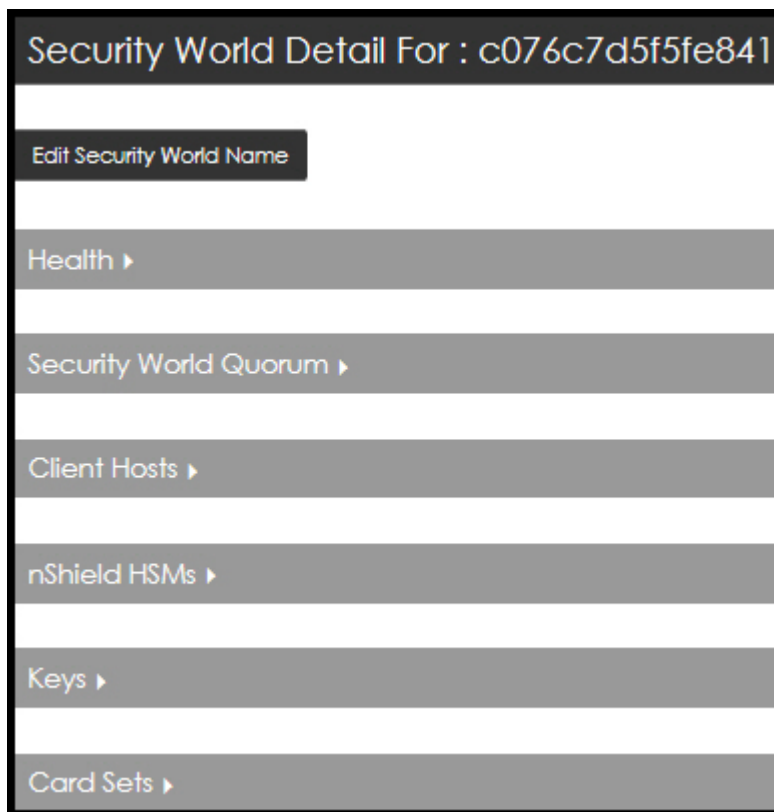 Security World Detail For : c076c7d5f5fe841
Edit Security World Name
Health
Security World Quorum
Client Hosts
nShield HSMs
Keys
Card Sets